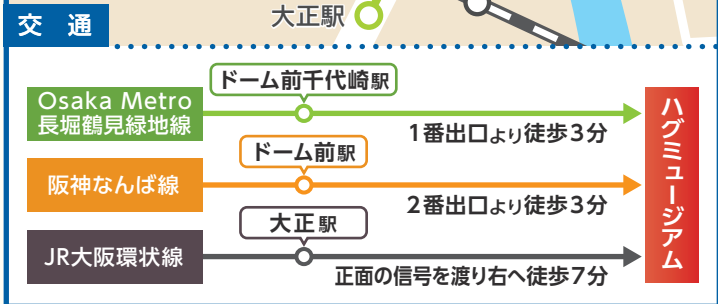 大正駅
交通
ドーム前千代崎駅
Osaka Metro
長堀鶴見緑地線
1番出口より徒歩3分
ドーム前駅
阪神なんば線
2番出口より徒歩3分
大正駅
JR大阪環状線
正面の信号を渡り右へ徒歩7分
ハグミュージアム